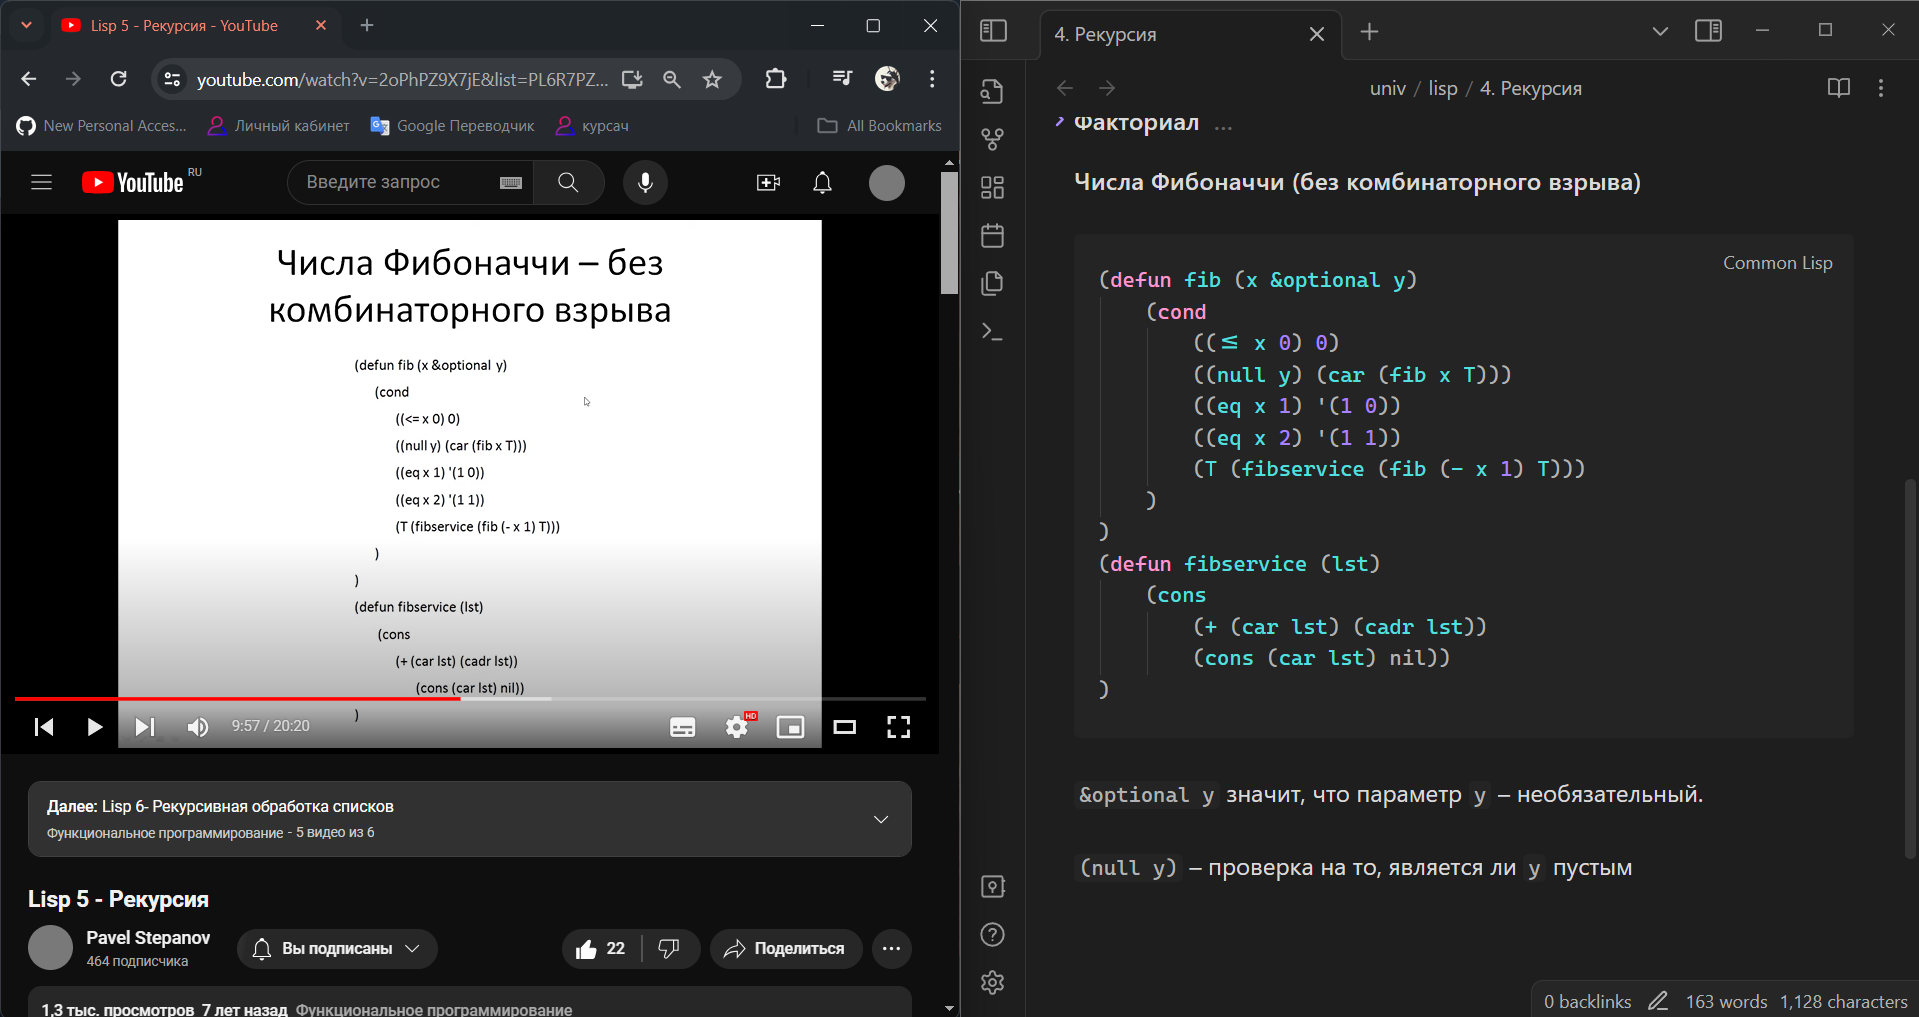 Lisp 5 - Рекурсия - YouTube
youtube.com/watch?v=2oPhPZ9X7jE&list=PL6R7PZ...
New Personal Acces...
Личный кабинет
Google Переводчик
курсач
All Bookmarks
YouTube RU
Введите запрос
Числа Фибоначчи – без
комбинаторного взрыва
(defun fib (x &optional y)
(cond
((<= x 0) 0)
((null y) (car (fib x T)))
((eq x 1) '(1 0))
((eq x 2) '(1 1))
(T (fibservice (fib (- x 1) T)))
)
)
(defun fibservice (lst)
(cons
(+ (car lst) (cadr lst))
(cons (car lst) nil))
)
HD
9:57 / 20:20
Далее: Lisp 6- Рекурсивная обработка списков
Функциональное программирование - 5 видео из 6
Lisp 5 - Рекурсия
Pavel Stepanov
464 подписчика
Вы подписаны
22
Поделиться
1,3 тыс. просмотров 7 лет назад Функциональное программирование
4. Рекурсия
univ / lisp / 4. Рекурсия
Факториал ...
Числа Фибоначчи (без комбинаторного взрыва)
Common Lisp
(defun fib (x &optional y)
(cond
((≤ x 0) 0)
((null y) (car (fib x T)))
((eq x 1) '(1 0))
((eq x 2) '(1 1))
(T (fibservice (fib (- x 1) T)))
)
)
(defun fibservice (lst)
(cons
(+ (car lst) (cadr lst))
(cons (car lst) nil))
)
&optional y значит, что параметр y – необязательный.
(null y) – проверка на то, является ли y пустым
0 backlinks 163 words 1,128 characters